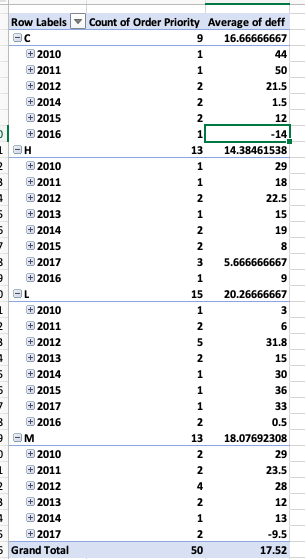 Row Labels Count of Order Priority Average of deff
C 9 16.66666667
2010 1 44
2011 1 50
2012 2 21.5
2014 2 1.5
2015 2 12
2016 1 -14
H 13 14.38461538
2010 1 29
2011 1 18
2012 2 22.5
2013 1 15
2014 2 19
2015 2 8
2017 3 5.666666667
2016 1 9
L 15 20.26666667
2010 1 3
2011 2 6
2012 5 31.8
2013 2 15
2014 1 30
2015 1 36
2017 1 33
2016 2 0.5
M 13 18.07692308
2010 2 29
2011 2 23.5
2012 4 28
2013 2 12
2014 1 13
2017 2 -9.5
Grand Total 50 17.52